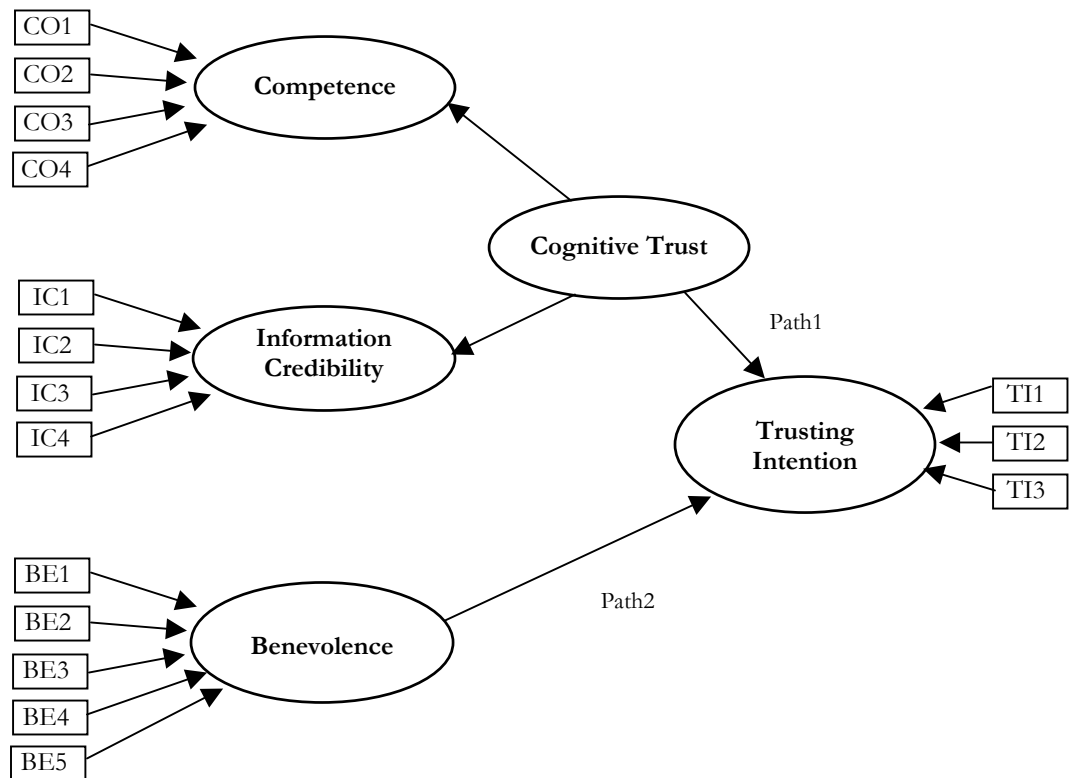 CO1
CO2
CO3
CO4
Competence
Cognitive Trust
IC1
IC2
IC3
IC4
Information
Credibility
Path1
Trusting
Intention
TI1
TI2
TI3
BE1
BE2
BE3
BE4
BE5
Benevolence
Path2